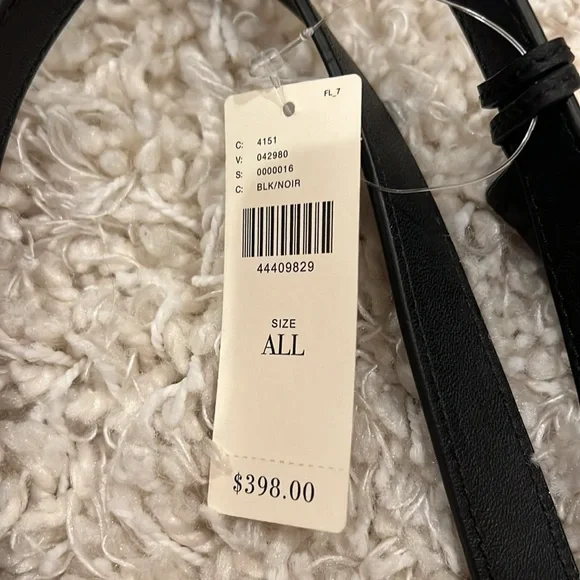 FL_7
C: 4151
V: 042980
S: 0000016
C: BLK/NOIR
44409829
SIZE
ALL
$398.00